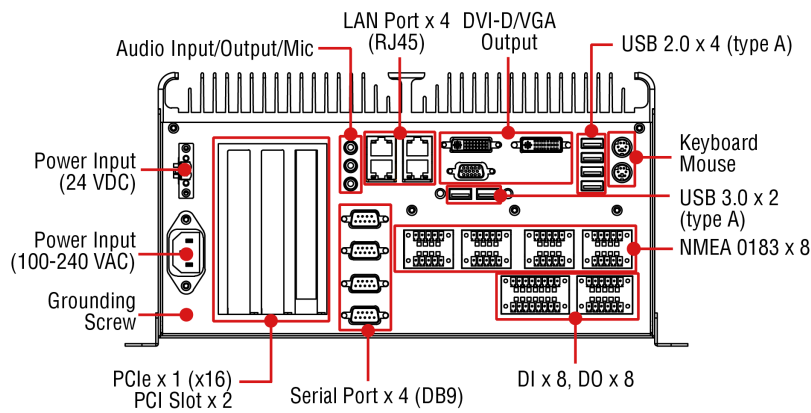 LAN Port x 4
(RJ45)
DVI-D/VGA
Output
Audio Input/Output/Mic
USB 2.0 x 4 (type A)
Power Input
(24 VDC)
Keyboard
Mouse
USB 3.0 x 2
(type A)
Power Input
(100-240 VAC)
NMEA 0183 x 8
Grounding
Screw
PCIe x 1 (x16)
PCI Slot x 2
Serial Port x 4 (DB9)
DI x 8, DO x 8